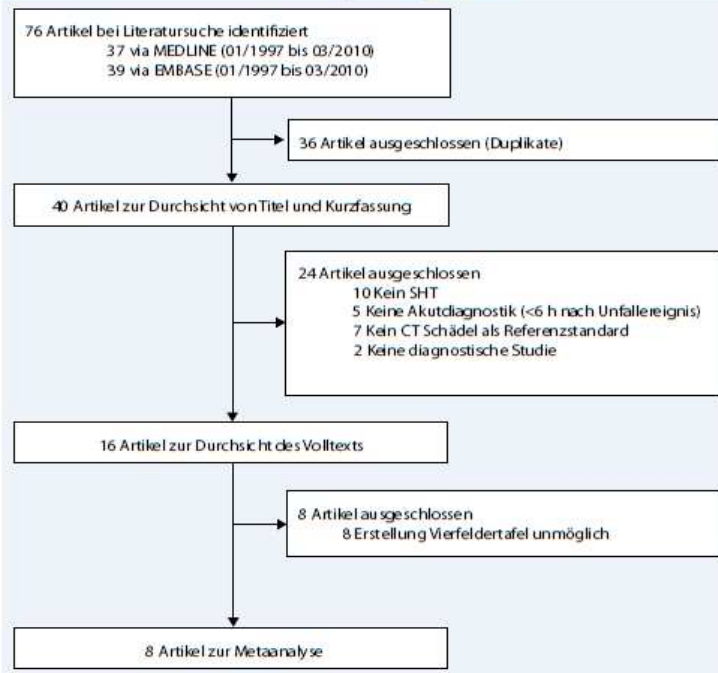 76 Artikel bei Literatursuche identifiziert
37 via MEDLINE (01/1997 bis 03/2010)
39 via EMBASE (01/1997 bis 03/2010)
36 Artikel ausgeschlossen (Duplikate)
40 Artikel zur Durchsicht von Titel und Kurzfassung
24 Artikel ausgeschlossen
10 Kein SHT
5 Keine Akutdiagnostik (<6 h nach Unfallereignis)
7 Kein CT Schädel als Referenzstandard
2 Keine diagnostische Studie
16 Artikel zur Durchsicht des Volltexts
8 Artikel ausgeschlossen
8 Erstellung Vierfeldertafel unmöglich
8 Artikel zur Metaanalyse